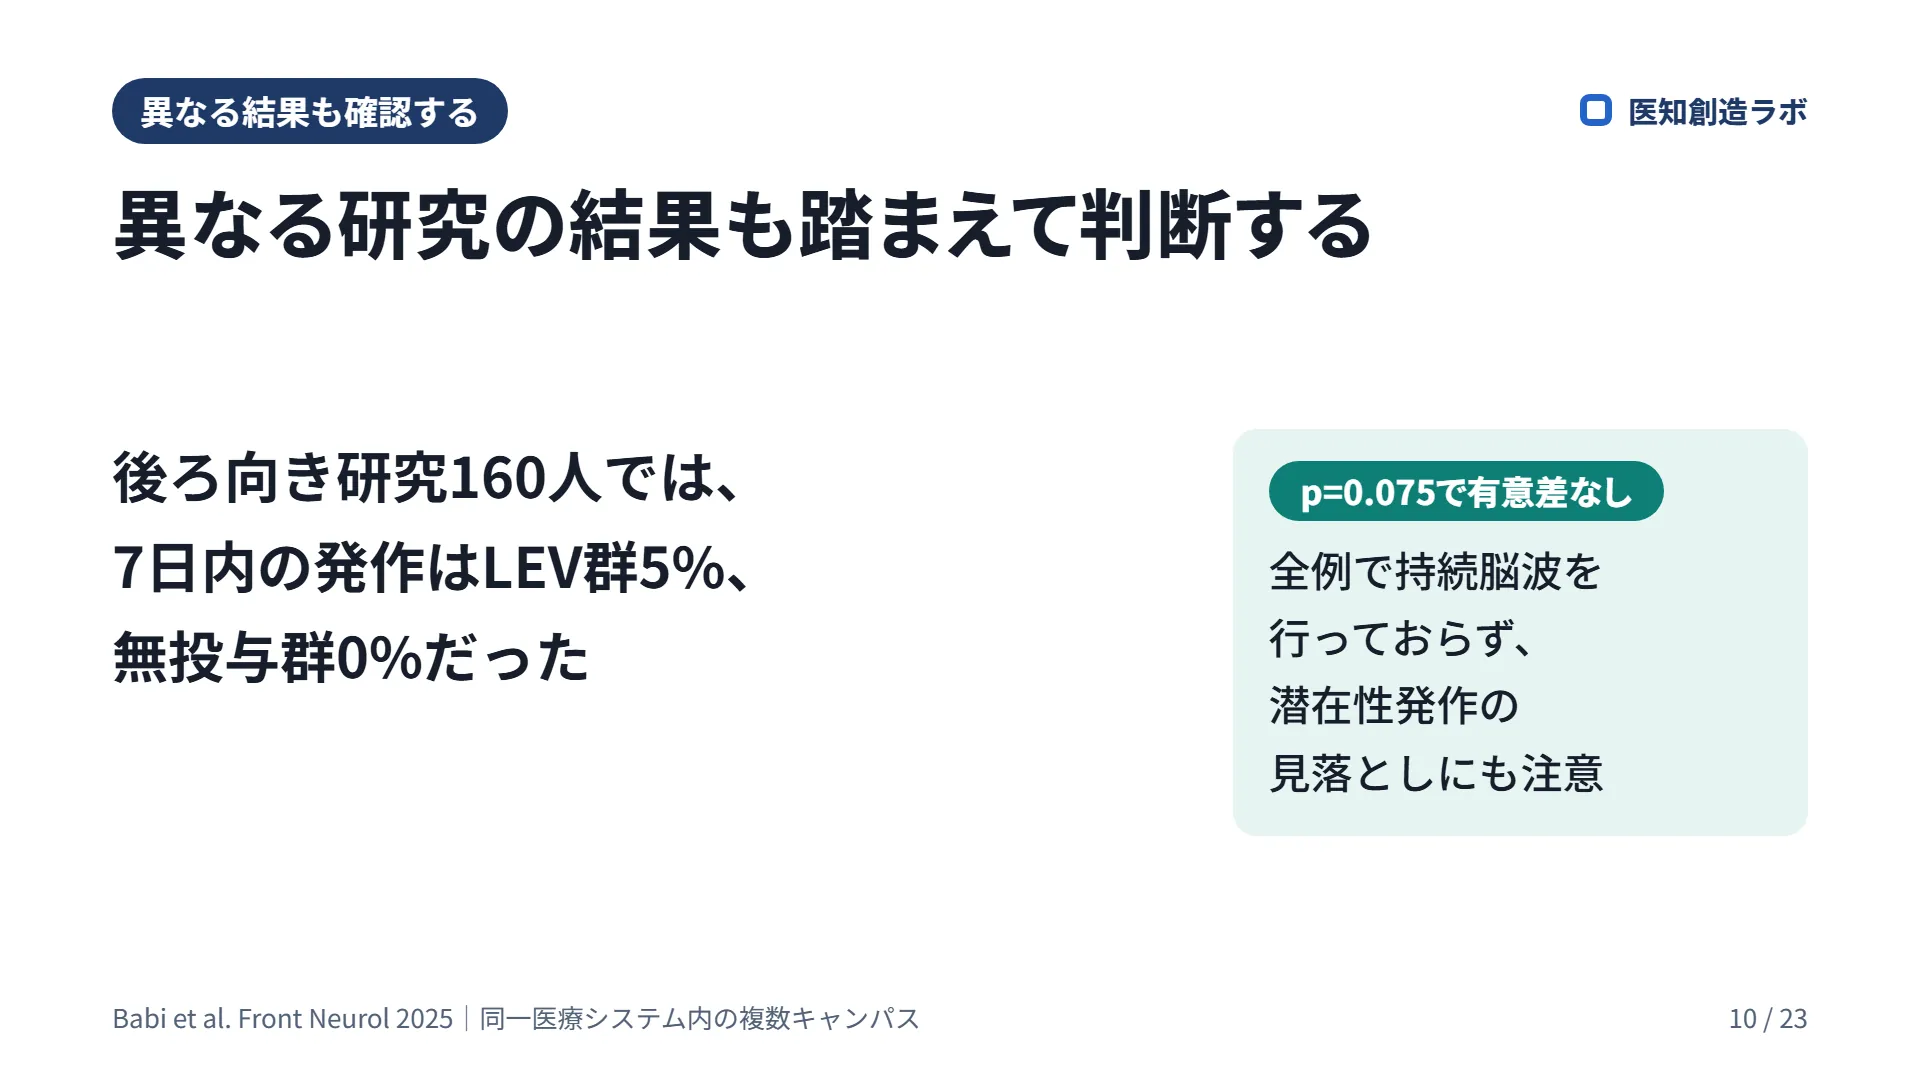 異なる結果も確認する
医知創造ラボ
異なる研究の結果も踏まえて判断する
後ろ向き研究160人では、
7日内の発作はLEV群5%、
無投与群0%だった
p=0.075で有意差なし
全例で持続脳波を
行っておらず、
潜在性発作の
見落としにも注意
Babi et al. Front Neurol 2025｜同一医療システム内の複数キャンパス
10 / 23